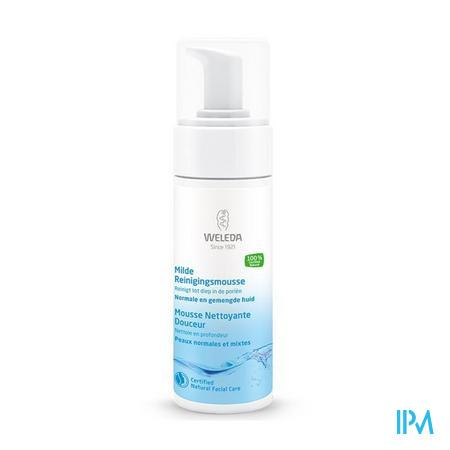 WELEDA
Since 1921
100%
Milde
Reinigingsmousse
Reinigt tot diep in de poriën
Normale en gemengde huid
Mousse Nettoyante
Douceur
Nettoie en profondeur
Peaux normales et mixtes
Certified
Natural Facial Care
IPM